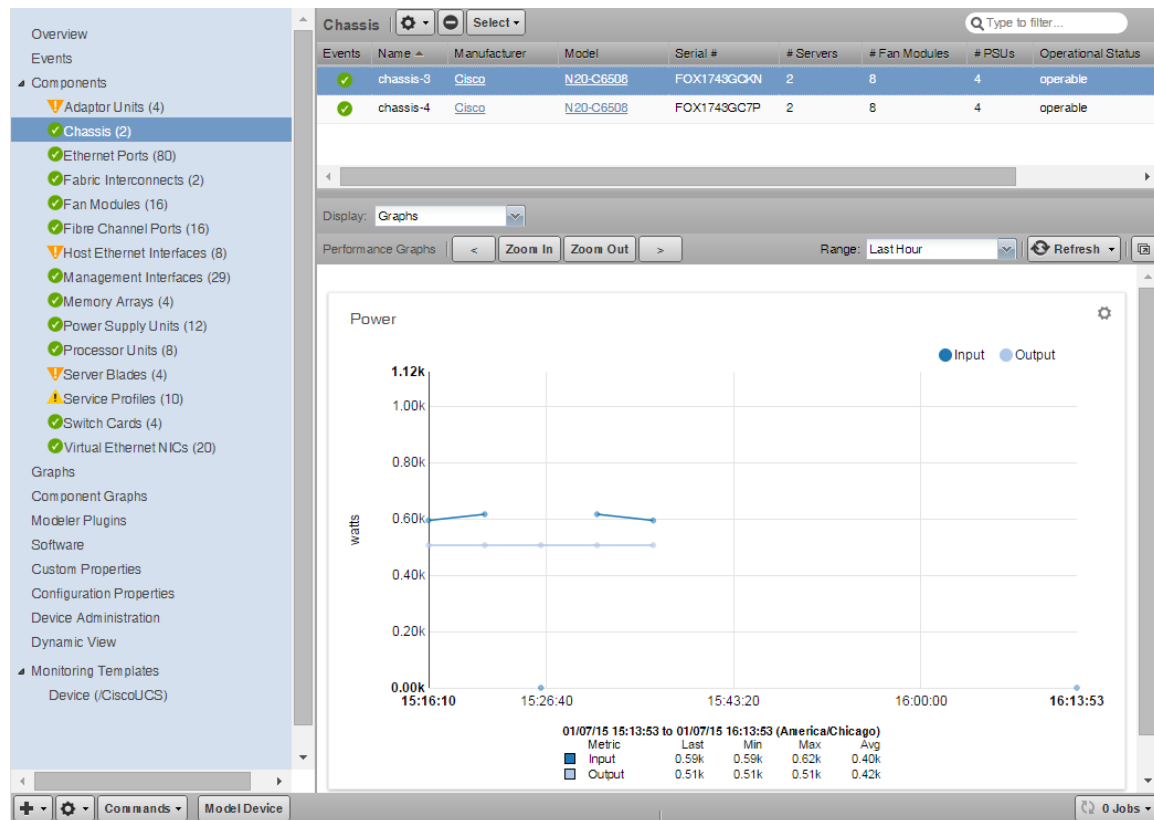 Overview
Events
Components
Adaptor Units (4)
Chassis (2)
Ethernet Ports (80)
Fabric Interconnects (2)
Fan Modules (16)
Fibre Channel Ports (16)
Host Ethernet Interfaces (8)
Management Interfaces (29)
Memory Arrays (4)
Power Supply Units (12)
Processor Units (8)
Server Blades (4)
Service Profiles (10)
Switch Cards (4)
Virtual Ethernet NICs (20)
Graphs
Component Graphs
Modeler Plugins
Software
Custom Properties
Configuration Properties
Device Administration
Dynamic View
Monitoring Templates
Device (/CiscoUCS)
Chassis Select Type to filter...
Events Name Manufacturer Model Serial # # Servers # Fan Modules # PSUs Operational Status
chassis-3 Cisco N20-C6508 FOX1743GCKN 2 8 4 operable
chassis-4 Cisco N20-C6508 FOX1743GC7P 2 8 4 operable
Display: Graphs
Performance Graphs < Zoom In Zoom Out > Range: Last Hour Refresh
Power
Input Output
1.12k
1.00k
0.80k
0.60k
0.40k
0.20k
0.00k
watts
15:16:10 15:26:40 15:43:20 16:00:00 16:13:53
01/07/15 15:13:53 to 01/07/15 16:13:53 (America/Chicago)
Metric Last Min Max Avg
Input 0.59k 0.59k 0.62k 0.40k
Output 0.51k 0.51k 0.51k 0.42k
Commands Model Device 0 Jobs